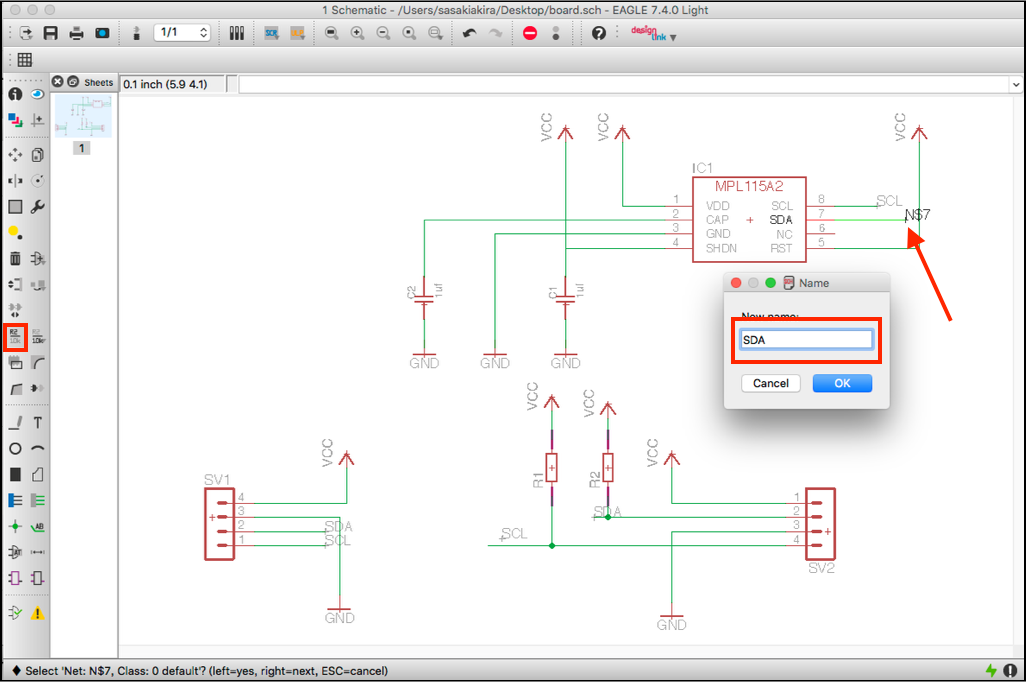 1 Schematic - /Users/sasakiakira/Desktop/board.sch - EAGLE 7.4.0 Light
1/1
SCR
ULP
design
link
Sheets
0.1 inch (5.9 4.1)
1
VCC
VCC
VCC
IC1
MPL115A2
1 VDD SCL 8 SCL
2 CAP SDA 7 N$7
3 GND NC 6
4 SHDN RST 5
C2
1uf
C1
1uf
GND
GND
GND
Name
New name:
SDA
Cancel
OK
R2
10k
VCC
VCC
R1
R2
VCC
VCC
SV1
4
3
2 SDA
1 SCL
GND
SCL
SDA
1
2
3
4
SV2
GND
T
AB
Select 'Net: N$7, Class: 0 default'? (left=yes, right=next, ESC=cancel)